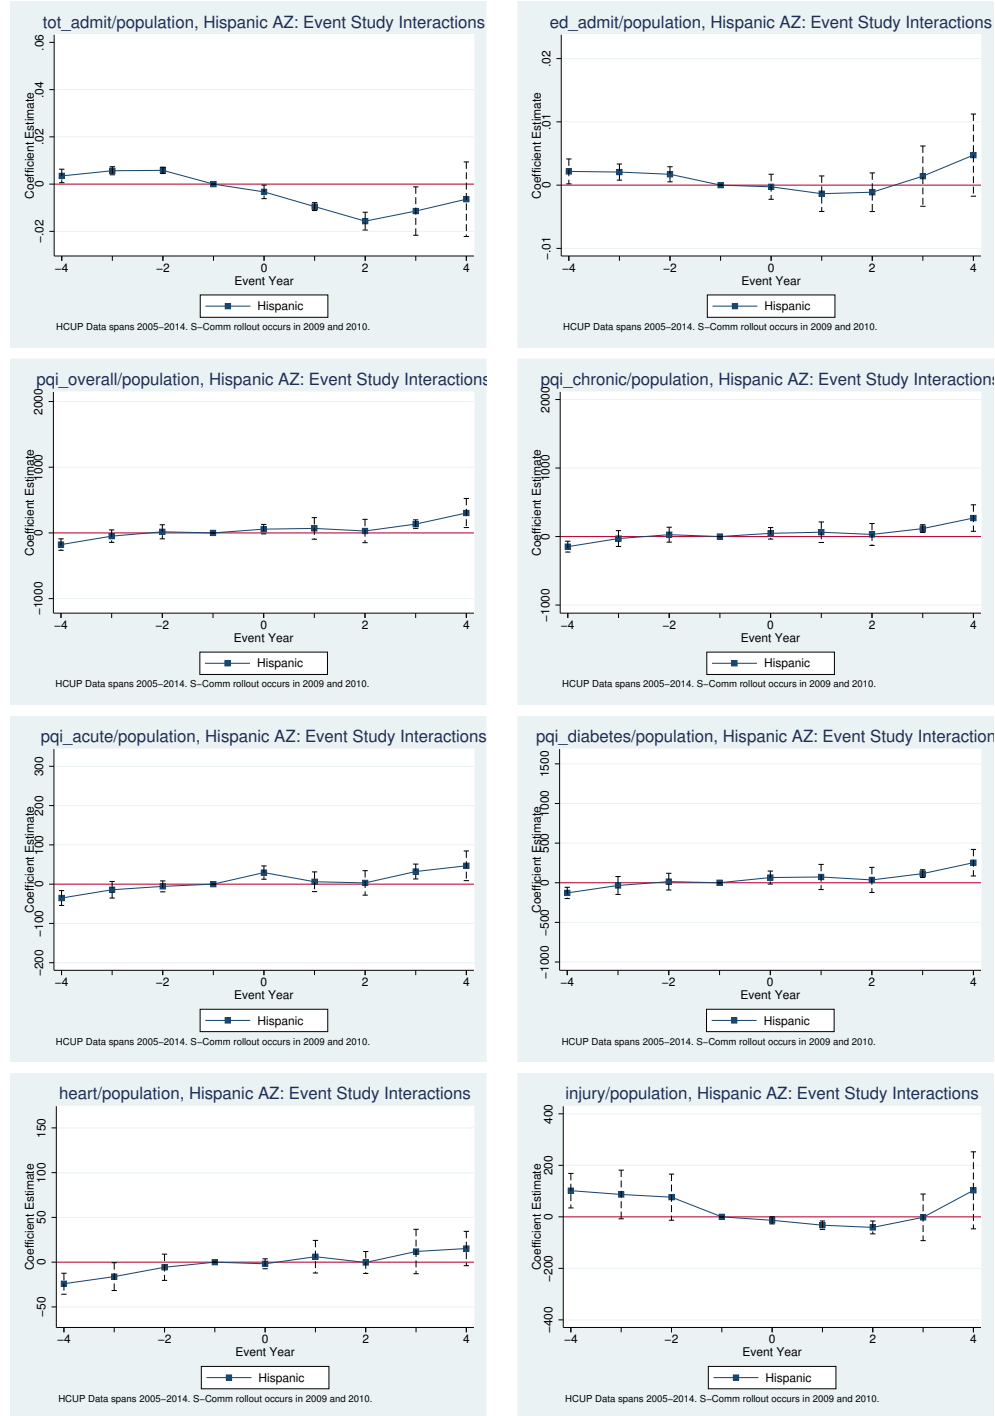 tot_admit/population, Hispanic AZ: Event Study Interactions
Coefficient Estimate
.06
.04
.02
0
−.02
−4
−2
0
2
4
Event Year
Hispanic
HCUP Data spans 2005−2014. S−Comm rollout occurs in 2009 and 2010.
ed_admit/population, Hispanic AZ: Event Study Interactions
Coefficient Estimate
.02
.01
0
−.01
−4
−2
0
2
4
Event Year
Hispanic
HCUP Data spans 2005−2014. S−Comm rollout occurs in 2009 and 2010.
pqi_overall/population, Hispanic AZ: Event Study Interactions
Coefficient Estimate
2000
1000
0
−1000
−4
−2
0
2
4
Event Year
Hispanic
HCUP Data spans 2005−2014. S−Comm rollout occurs in 2009 and 2010.
pqi_chronic/population, Hispanic AZ: Event Study Interactions
Coefficient Estimate
2000
1000
0
−1000
−4
−2
0
2
4
Event Year
Hispanic
HCUP Data spans 2005−2014. S−Comm rollout occurs in 2009 and 2010.
pqi_acute/population, Hispanic AZ: Event Study Interactions
Coefficient Estimate
300
200
100
0
−100
−200
−4
−2
0
2
4
Event Year
Hispanic
HCUP Data spans 2005−2014. S−Comm rollout occurs in 2009 and 2010.
pqi_diabetes/population, Hispanic AZ: Event Study Interaction
Coefficient Estimate
1500
1000
500
0
−500
−1000
−4
−2
0
2
4
Event Year
Hispanic
HCUP Data spans 2005−2014. S−Comm rollout occurs in 2009 and 2010.
heart/population, Hispanic AZ: Event Study Interactions
Coefficient Estimate
150
100
50
0
−50
−4
−2
0
2
4
Event Year
Hispanic
HCUP Data spans 2005−2014. S−Comm rollout occurs in 2009 and 2010.
injury/population, Hispanic AZ: Event Study Interactions
Coefficient Estimate
400
200
0
−200
−400
−4
−2
0
2
4
Event Year
Hispanic
HCUP Data spans 2005−2014. S−Comm rollout occurs in 2009 and 2010.